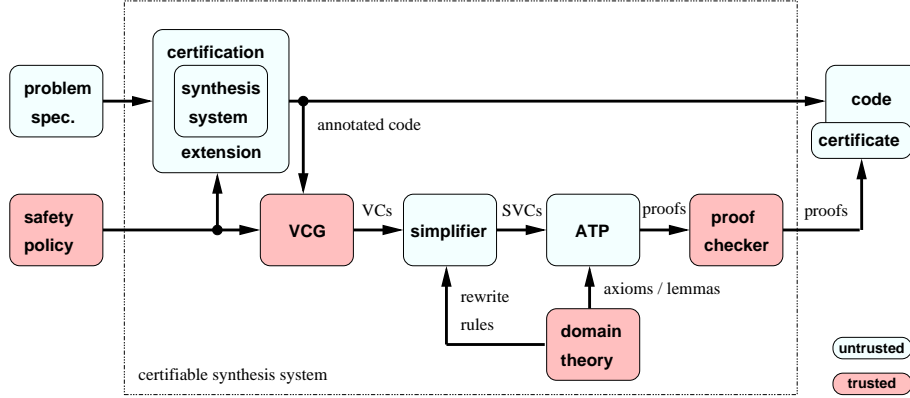 certification
problem
spec.
synthesis
system
extension
annotated code
code
certificate
safety
policy
VCG
VCs
simplifier
SVCs
ATP
proofs
proof
checker
proofs
rewrite
rules
axioms / lemmas
domain
theory
certifiable synthesis system
untrusted
trusted